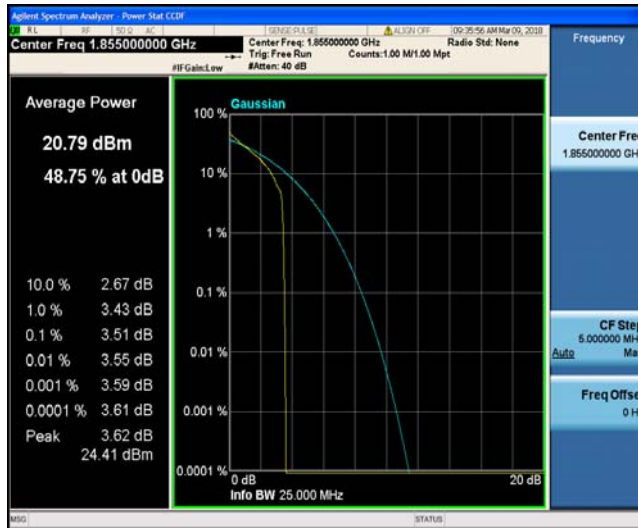 Agilent Spectrum Analyzer - Power Stat CCDF
RL RF 50 Ω AC SENSE:PULSE ALIGN OFF 09:35:56 AM Mar 09, 2018
Center Freq 1.855000000 GHz
Center Freq: 1.855000000 GHz Radio Std: None
Trig: Free Run Counts:1.00 M/1.00 Mpt
#IFGain:Low #Atten: 40 dB
Average Power
20.79 dBm
48.75 % at 0dB
10.0 % 2.67 dB
1.0 % 3.43 dB
0.1 % 3.51 dB
0.01 % 3.55 dB
0.001 % 3.59 dB
0.0001 % 3.61 dB
Peak 3.62 dB
24.41 dBm
Gaussian
100 %
10 %
1 %
0.1 %
0.01 %
0.001 %
0.0001 %
0 dB 20 dB
Info BW 25.000 MHz
Frequency
Center Fre
1.855000000 GH
CF Ste
5.000000 MH
Auto Ma
Freq Offse
0 H
MSG STATUS